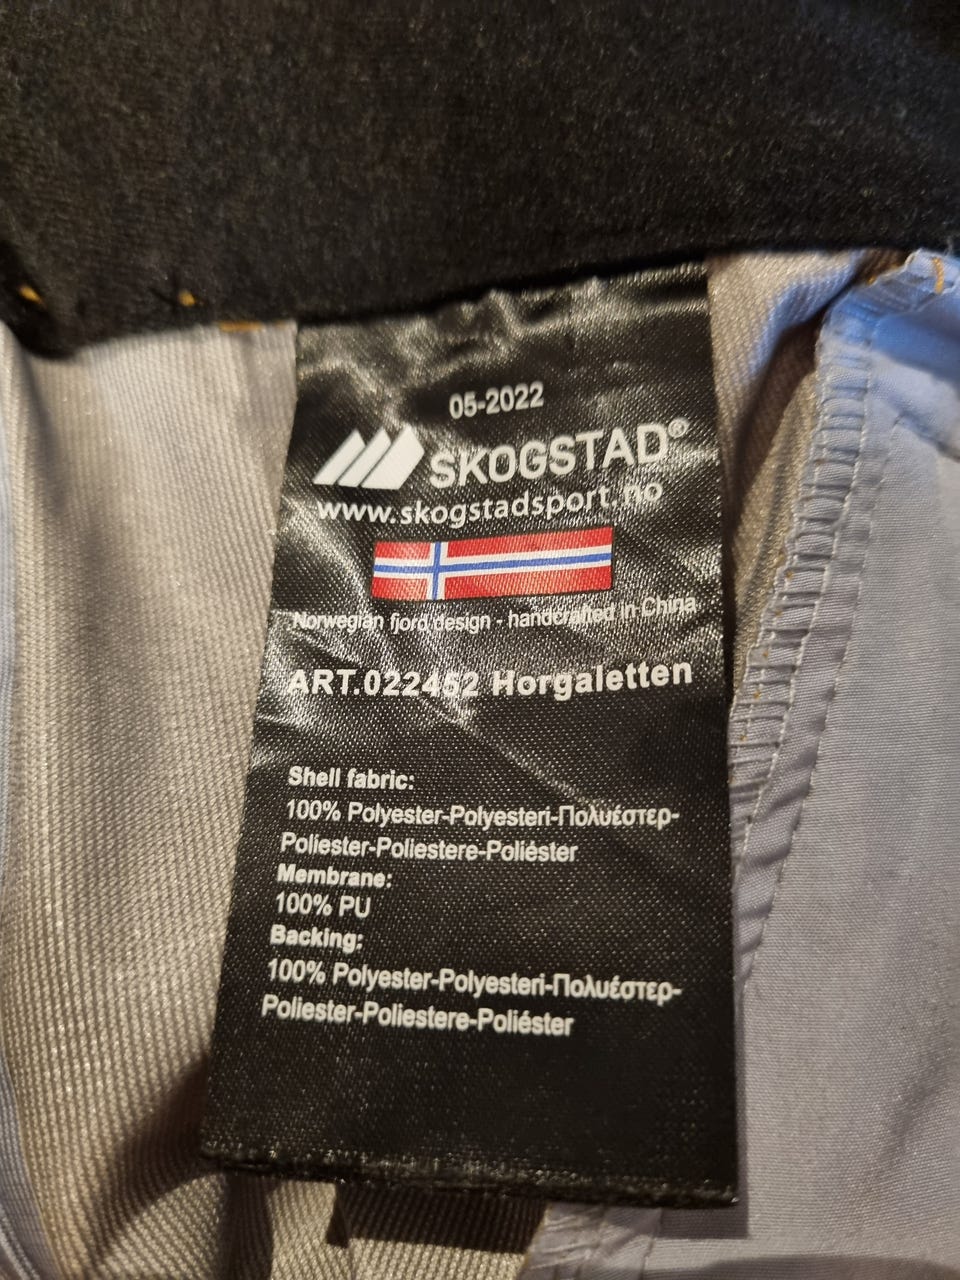 05-2022
SKOGSTAD®
www.skogstadsport.no
Norwegian fjord design - handcrafted in China
ART.022452 Horgaletten
Shell fabric:
100% Polyester-Polyesteri-Πολυέστερ-
Poliester-Poliestere-Poliéster
Membrane:
100% PU
Backing:
100% Polyester-Polyesteri-Πολυέστερ-
Poliester-Poliestere-Poliéster